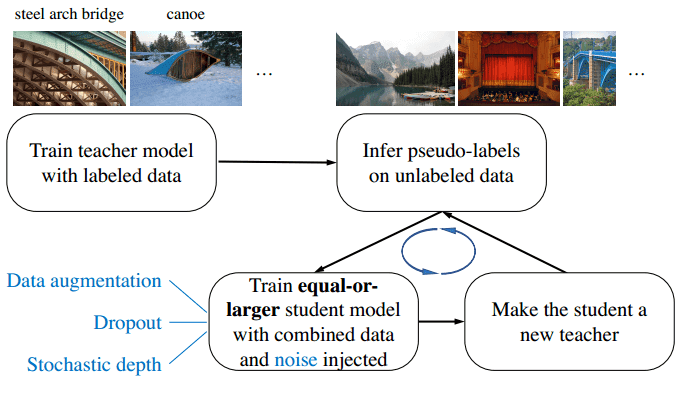 steel arch bridge
canoe
...
...
Train teacher model
with labeled data
Infer pseudo-labels
on unlabeled data
Data augmentation
Dropout
Stochastic depth
Train equal-or-
larger student model
with combined data
and noise injected
Make the student a
new teacher